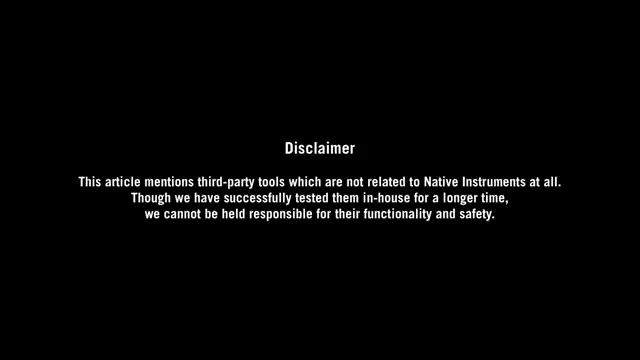 Disclaimer
This article mentions third-party tools which are not related to Native Instruments at all.
Though we have successfully tested them in-house for a longer time,
we cannot be held responsible for their functionality and safety.